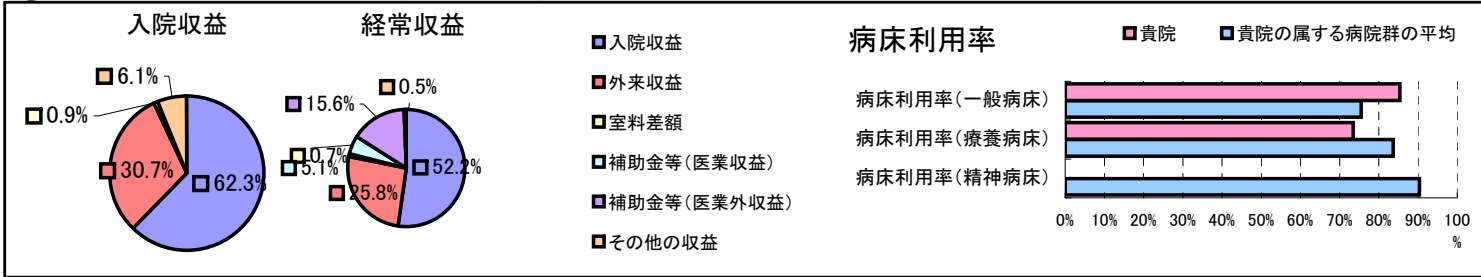 入院収益
6.1%
0.9%
30.7%
62.3%
経常収益
0.5%
15.6%
0.7%
5.1%
25.8%
52.2%
入院収益
外来収益
室料差額
補助金等(医業収益)
補助金等(医業外収益)
その他の収益
病床利用率
貴院 貴院の属する病院群の平均
病床利用率(一般病床)
病床利用率(療養病床)
病床利用率(精神病床)
0% 10% 20% 30% 40% 50% 60% 70% 80% 90% 100
%